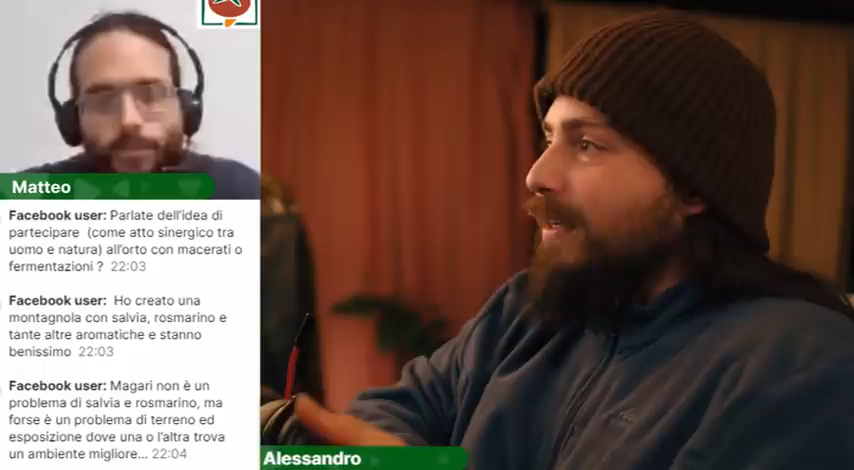 Matteo
Facebook user: Parlate dell'idea di
partecipare (come atto sinergico tra
uomo e natura) all'orto con macerati o
fermentazioni ? 22:03
Facebook user: Ho creato una
montagnola con salvia, rosmarino e
tante altre aromatiche e stanno
benissimo 22:03
Facebook user: Magari non è un
problema di salvia e rosmarino, ma
forse è un problema di terreno ed
esposizione dove una o l'altra trova
un ambiente migliore... 22:04
Alessandro